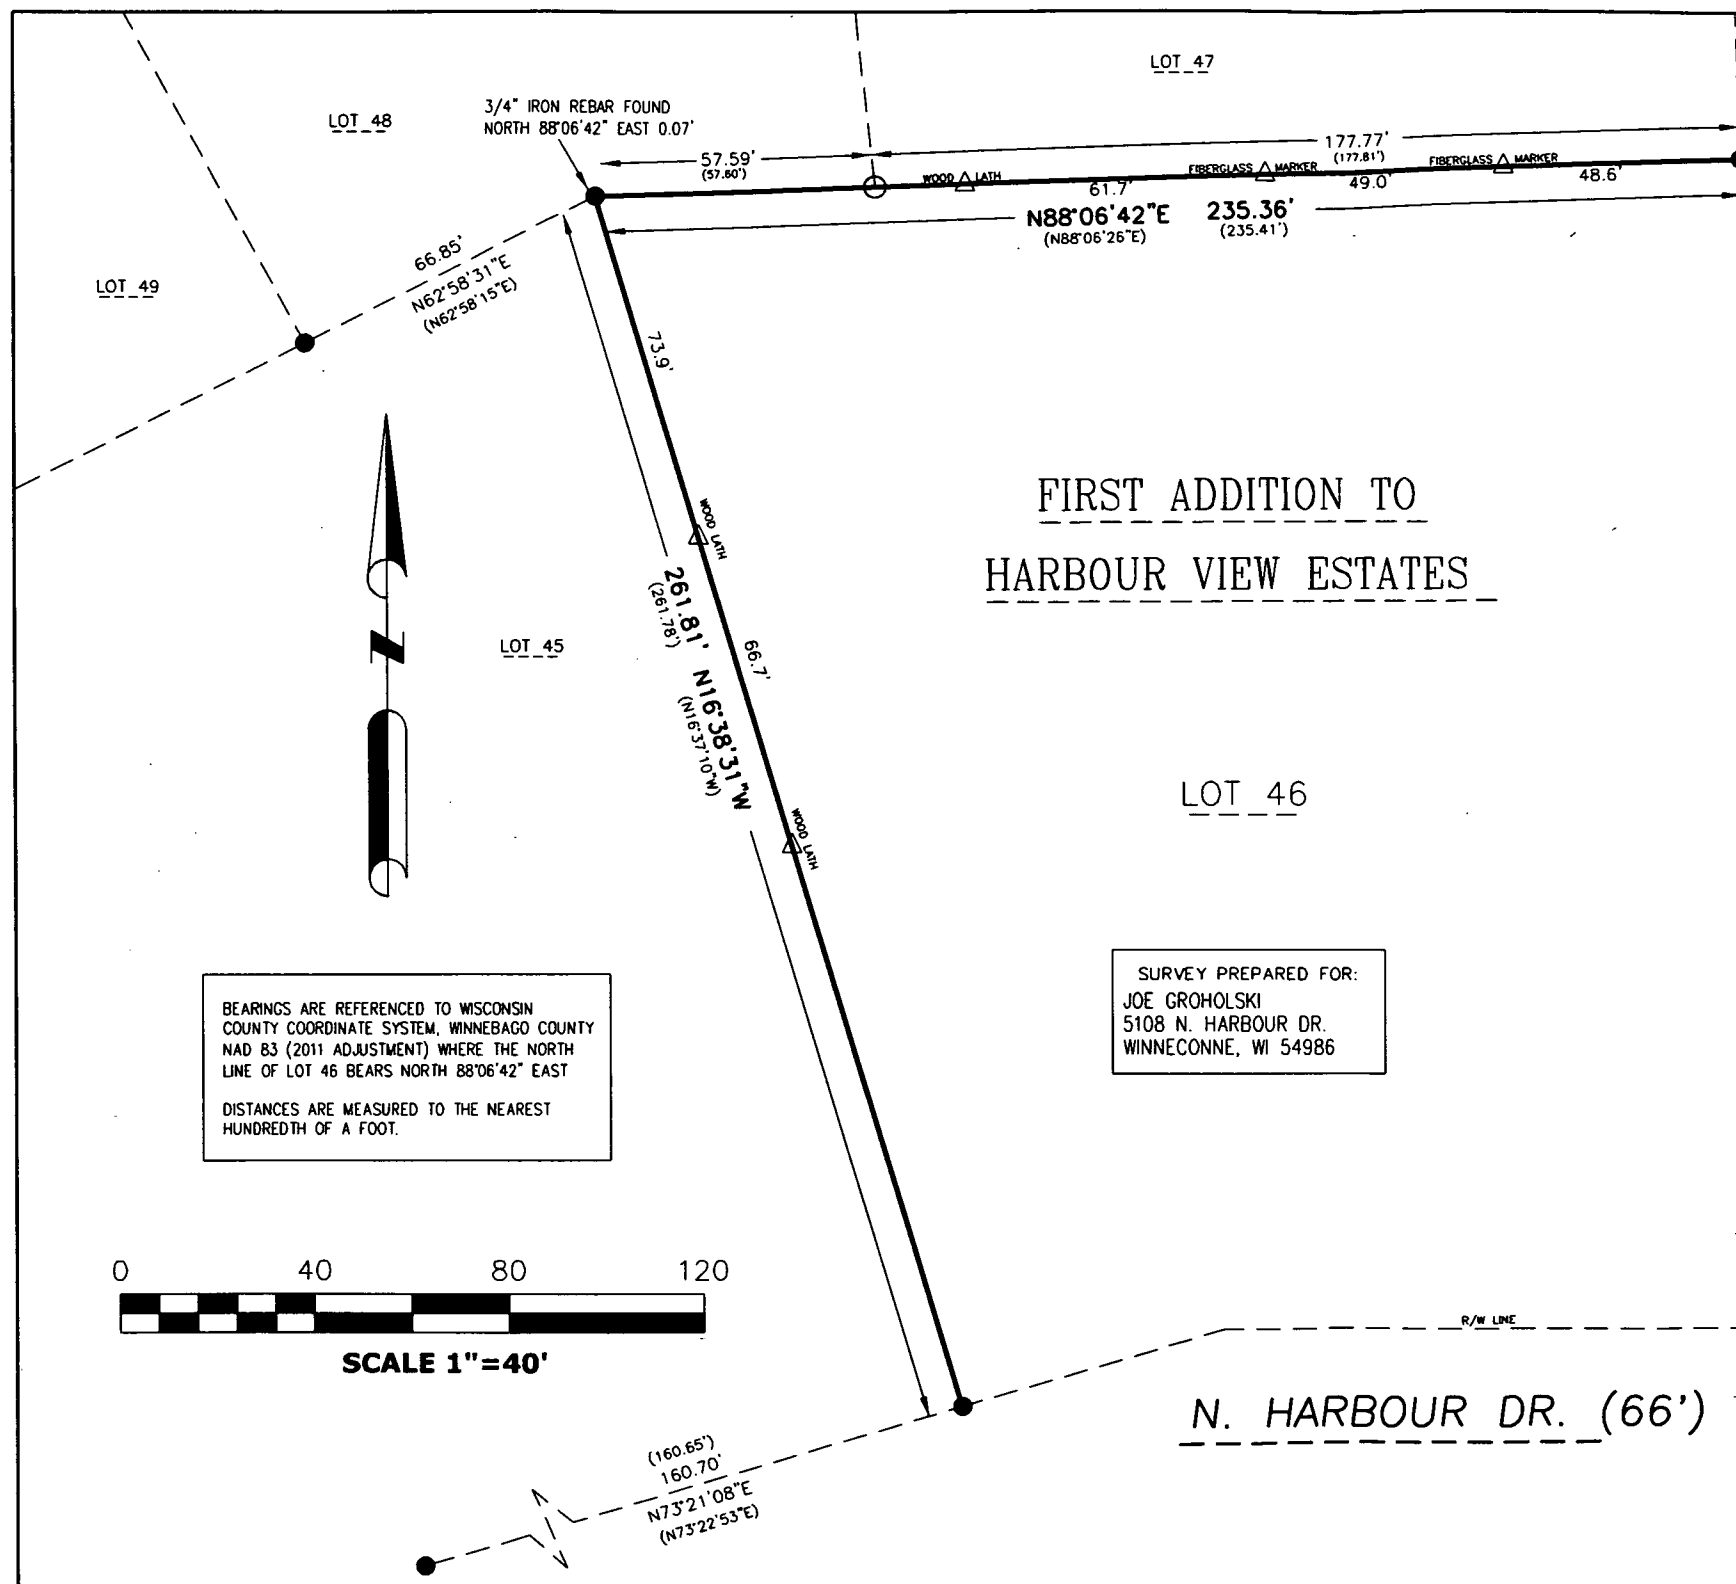 LOT 47
3/4" IRON REBAR FOUND
NORTH 88°06'42" EAST 0.07'
LOT 48
57.59'
(57.60')
177.77'
(177.81')
WOOD LATH
FIBERGLASS MARKER
FIBERGLASS MARKER
61.7'
49.0'
48.6'
N88°06'42"E 235.36'
(N88°06'26"E) (235.41')
66.85'
N62°58'31"E
(N62°58'15"E)
LOT 49
73.9'
WOOD LATH
FIRST ADDITION TO
HARBOUR VIEW ESTATES
261.81' N16°38'31"W
(261.78') (N16°37'10"W)
66.7'
N
LOT 45
LOT 46
WOOD LATH
SURVEY PREPARED FOR:
JOE GROHOLSKI
5108 N. HARBOUR DR.
WINNECONNE, WI 54986
BEARINGS ARE REFERENCED TO WISCONSIN
COUNTY COORDINATE SYSTEM, WINNEBAGO COUNTY
NAD 83 (2011 ADJUSTMENT) WHERE THE NORTH
LINE OF LOT 46 BEARS NORTH 88°06'42" EAST
DISTANCES ARE MEASURED TO THE NEAREST
HUNDREDTH OF A FOOT.
0 40 80 120
SCALE 1"=40'
R/W LINE
N. HARBOUR DR. (66')
(160.65')
160.70'
N73°21'08"E
(N73°22'53"E)